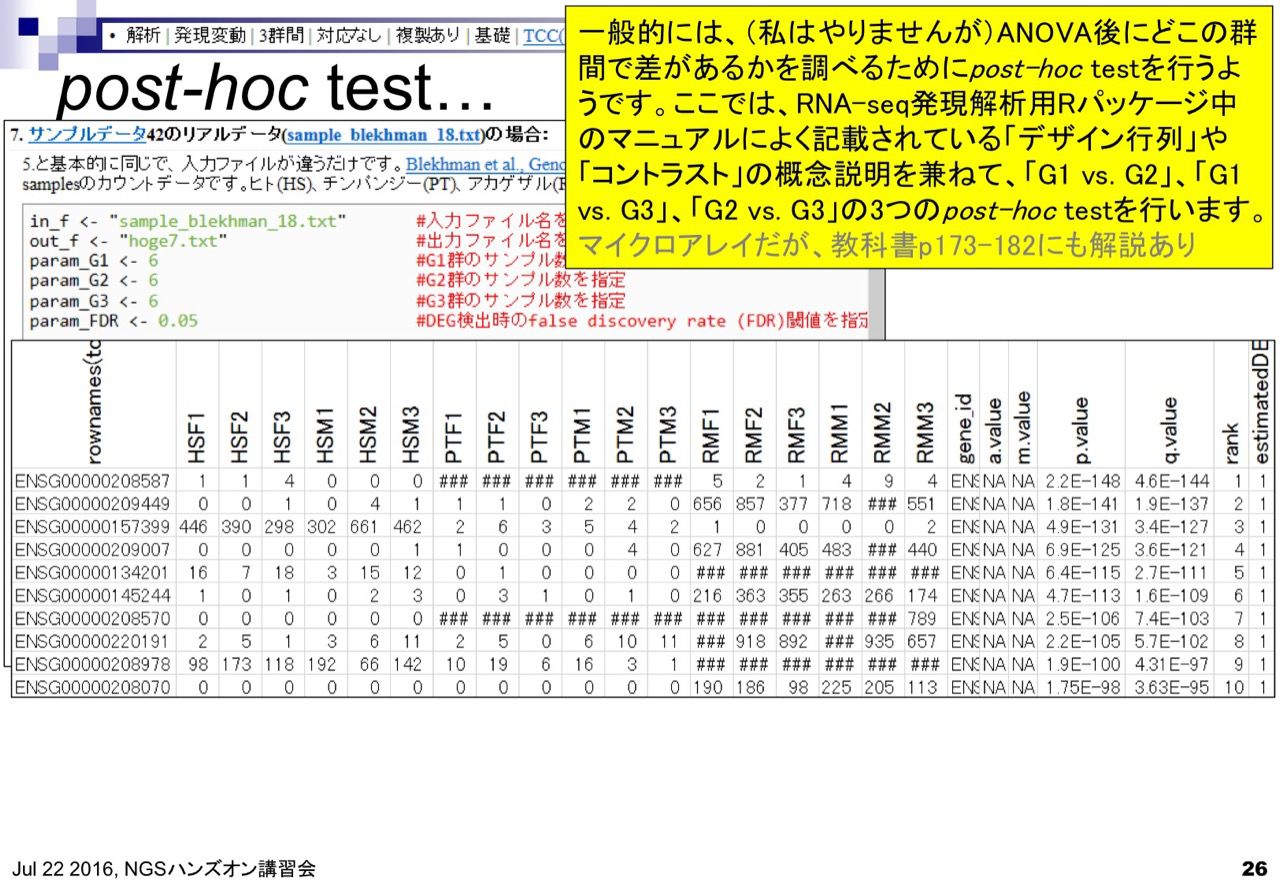 • 解析 | 発現変動 | 3群間 | 対応なし | 複製あり | 基礎 | TCC(
post-hoc test…
一般的には、(私はやりませんが)ANOVA後にどこの群
間で差があるかを調べるためにpost-hoc testを行うよ
うです。ここでは、RNA-seq発現解析用Rパッケージ中
のマニュアルによく記載されている「デザイン行列」や
「コントラスト」の概念説明を兼ねて、「G1 vs. G2」、「G1
vs. G3」、「G2 vs. G3」の3つのpost-hoc testを行います。
マイクロアレイだが、教科書p173-182にも解説あり
7. サンプルデータ42のリアルデータ(sample_blekhman_18.txt)の場合:
5.と基本的に同じで、入力ファイルが違うだけです。Blekhman et al., Geno
samplesのカウントデータです。ヒト(HS), チンパンジー(PT), アカゲザル(R
in_f <- "sample_blekhman_18.txt" #入力ファイル名を
out_f <- "hoge7.txt" #出力ファイル名を
param_G1 <- 6 #G1群のサンプル数
param_G2 <- 6 #G2群のサンプル数を指定
param_G3 <- 6 #G3群のサンプル数を指定
param_FDR <- 0.05 #DEG検出時のfalse discovery rate (FDR)閾値を指定
rownames(tc HSF1 HSF2 HSF3 HSM1 HSM2 HSM3 PTF1 PTF2 PTF3 PTM1 PTM2 PTM3 RMF1 RMF2 RMF3 RMM1 RMM2 RMM3 gene_id a.value m.value p.value q.value rank estimatedDE
ENSG00000208587 1 1 4 0 0 0 ### ### ### ### ### ### 5 2 1 4 9 4 ENS NA NA 2.2E-148 4.6E-144 1 1
ENSG00000209449 0 0 1 0 4 1 1 1 0 2 2 0 656 857 377 718 ### 551 ENS NA NA 1.8E-141 1.9E-137 2 1
ENSG00000157399 446 390 298 302 661 462 2 6 3 5 4 2 1 0 0 0 0 2 ENS NA NA 4.9E-131 3.4E-127 3 1
ENSG00000209007 0 0 0 0 0 1 1 0 0 0 4 0 627 881 405 483 ### 440 ENS NA NA 6.9E-125 3.6E-121 4 1
ENSG00000134201 16 7 18 3 15 12 0 1 0 0 0 0 ### ### ### ### ### ### ENS NA NA 6.4E-115 2.7E-111 5 1
ENSG00000145244 1 0 1 0 2 3 0 3 1 0 1 0 216 363 355 263 266 174 ENS NA NA 4.7E-113 1.6E-109 6 1
ENSG00000208570 0 0 0 0 0 0 ### ### ### ### ### ### ### ### ### ### ### 789 ENS NA NA 2.5E-106 7.4E-103 7 1
ENSG00000220191 2 5 1 3 6 11 2 5 0 6 10 11 ### 918 892 ### 935 657 ENS NA NA 2.2E-105 5.7E-102 8 1
ENSG00000208978 98 173 118 192 66 142 10 19 6 16 3 1 ### ### ### ### ### ### ENS NA NA 1.9E-100 4.31E-97 9 1
ENSG00000208070 0 0 0 0 0 0 0 0 0 0 0 0 190 186 98 225 205 113 ENS NA NA 1.75E-98 3.63E-95 10 1
Jul 22 2016, NGSハンズオン講習会
26